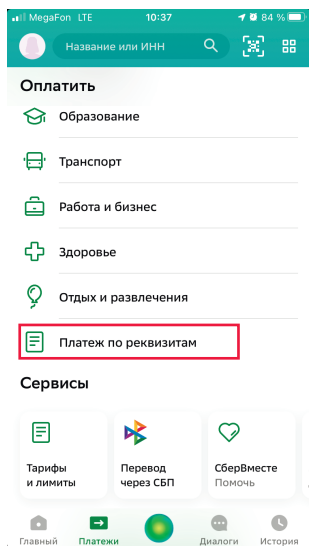 MegaFon LTE 10:37 84 %
Название или ИНН
Оплатить
Образование
Транспорт
Работа и бизнес
Здоровье
Отдых и развлечения
Платеж по реквизитам
Сервисы
Тарифы
и лимиты
Перевод
через СБП
СберВместе
Помочь
Главный Платежи Диалоги История